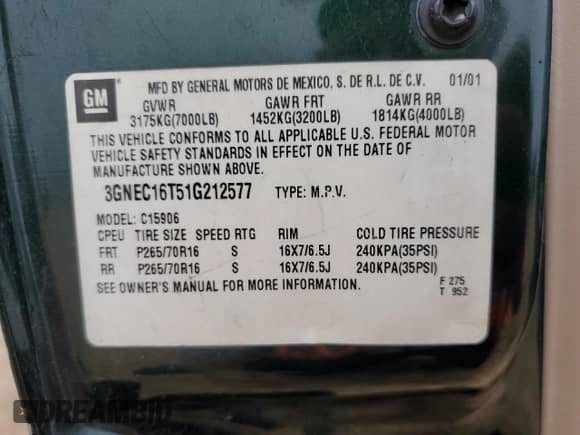 GM
MFD BY GENERAL MOTORS DE MEXICO, S. DE R.L. DE C.V. 01/01
GVWR GAWR FRT GAWR RR
3175KG(7000LB) 1452KG(3200LB) 1814KG(4000LB)
THIS VEHICLE CONFORMS TO ALL APPLICABLE U.S. FEDERAL MOTOR
VEHICLE SAFETY STANDARDS IN EFFECT ON THE DATE OF
MANUFACTURE SHOWN ABOVE.
3GNEC16T51G212577 TYPE: M.P.V.
MODEL: C15906
CPEU TIRE SIZE SPEED RTG RIM COLD TIRE PRESSURE
FRT P265/70R16 S 16X7/6.5J 240KPA(35PSI)
RR P265/70R16 S 16X7/6.5J 240KPA(35PSI)
SEE OWNER'S MANUAL FOR MORE INFORMATION.
F 275
T 952
DREAMBID